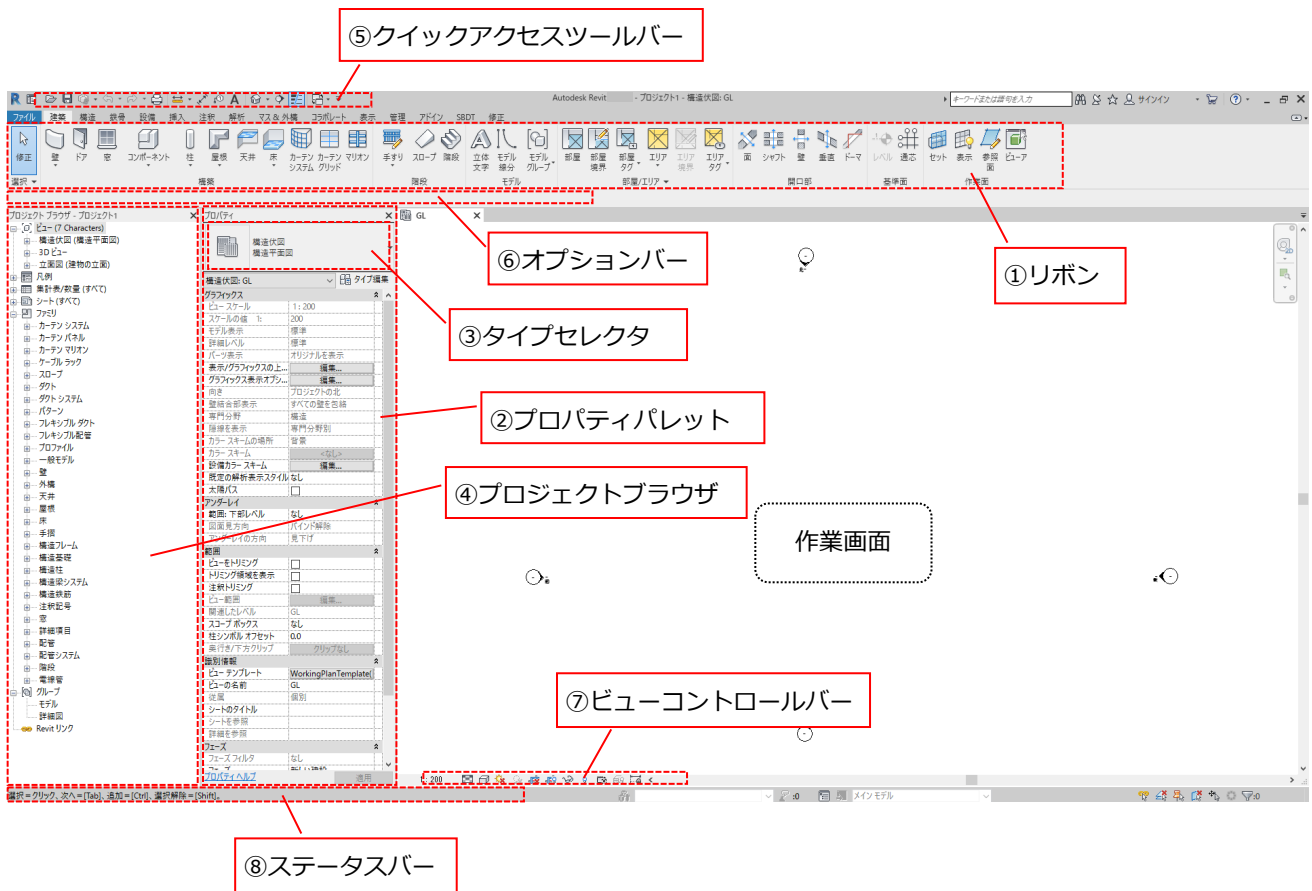 ⑤クイックアクセスツールバー
Autodesk Revit - プロジェクト1 - 構造伏図: GL
キーワードまたは語句を入力
サインイン
ファイル 建築 構造 鉄骨 設備 挿入 注釈 解析 マス&外構 コラボレート 表示 管理 アドイン SBDT 修正
修正 壁 ドア 窓 コンポーネント 柱 屋根 天井 床 カーテン システム カーテン グリッド マリオン 手すり スロープ 階段 立体 文字 モデル 線分 モデル グループ 部屋 部屋 境界 部屋 タグ エリア エリア 境界 エリア タグ 面 シャフト 壁 垂直 ドーマ レベル 通芯 セット 表示 参照 面 ビューア
選択 構築 階段 モデル 部屋/エリア 開口部 基準面 作業面
プロジェクト ブラウザ - プロジェクト1
ビュー (7 Characters)
構造伏図 (構造平面図)
3D ビュー
立面図 (建物の立面)
凡例
集計表/数量 (すべて)
シート (すべて)
ファミリ
カーテン システム
カーテン パネル
カーテン マリオン
ケーブル ラック
スロープ
ダクト
ダクト システム
パターン
フレキシブル ダクト
フレキシブル配管
プロファイル
一般モデル
壁
外構
天井
屋根
床
手摺
構造フレーム
構造基礎
構造柱
構造梁システム
構造鉄筋
注釈記号
窓
詳細項目
配管
配管システム
階段
電線管
グループ
モデル
詳細図
Revit リンク
プロパティ
構造伏図
構造平面図
構造伏図: GL タイプ編集
グラフィックス
ビュー スケール 1 : 200
スケールの値 1: 200
モデル表示 標準
詳細レベル 標準
パーツ表示 オリジナルを表示
表示/グラフィックスの上... 編集...
グラフィックス表示オプシ... 編集...
向き プロジェクトの北
壁結合部表示 すべての壁を包絡
専門分野 構造
陰線を表示 専門分野別
カラー スキームの場所 背景
カラー スキーム <なし>
設備カラー スキーム 編集...
既定の解析表示スタイル なし
太陽パス
アンダーレイ
範囲: 下部レベル なし
図面見方向 バインド解除
アンダーレイの方向 見下げ
範囲
ビューをトリミング
トリミング領域を表示
注釈トリミング
ビュー範囲 編集...
関連したレベル GL
スコープ ボックス なし
柱シンボル オフセット 0.0
奥行き/下方クリップ クリップなし
識別情報
ビュー テンプレート WorkingPlanTemplate(
ビューの名前 GL
従属 個別
シートのタイトル
シートを参照
詳細を参照
フェーズ
フェーズ フィルタ なし
プロパティ ヘルプ 適用
GL
⑥オプションバー
①リボン
③タイプセレクタ
②プロパティパレット
④プロジェクトブラウザ
作業画面
⑦ビューコントロールバー
1 : 200
選択 = クリック、次へ = [Tab]、追加 = [Ctrl]、選択解除 = [Shift]。
:0
メイン モデル
:0
⑧ステータスバー